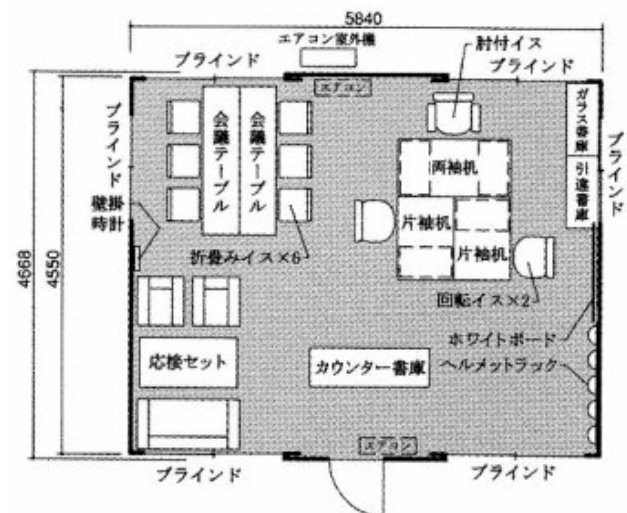 5840
エアコン室外機
ブラインド
ブラインド
肘付イス
エアコン
ブラインド
会議テーブル
会議テーブル
ガラス書庫
引違書庫
ブラインド
両袖机
片袖机
片袖机
壁掛
時計
折畳みイス×6
回転イス×2
4668
4550
ホワイトボード
ヘルメットラック
応接セット
カウンター書庫
エアコン
ブラインド
ブラインド